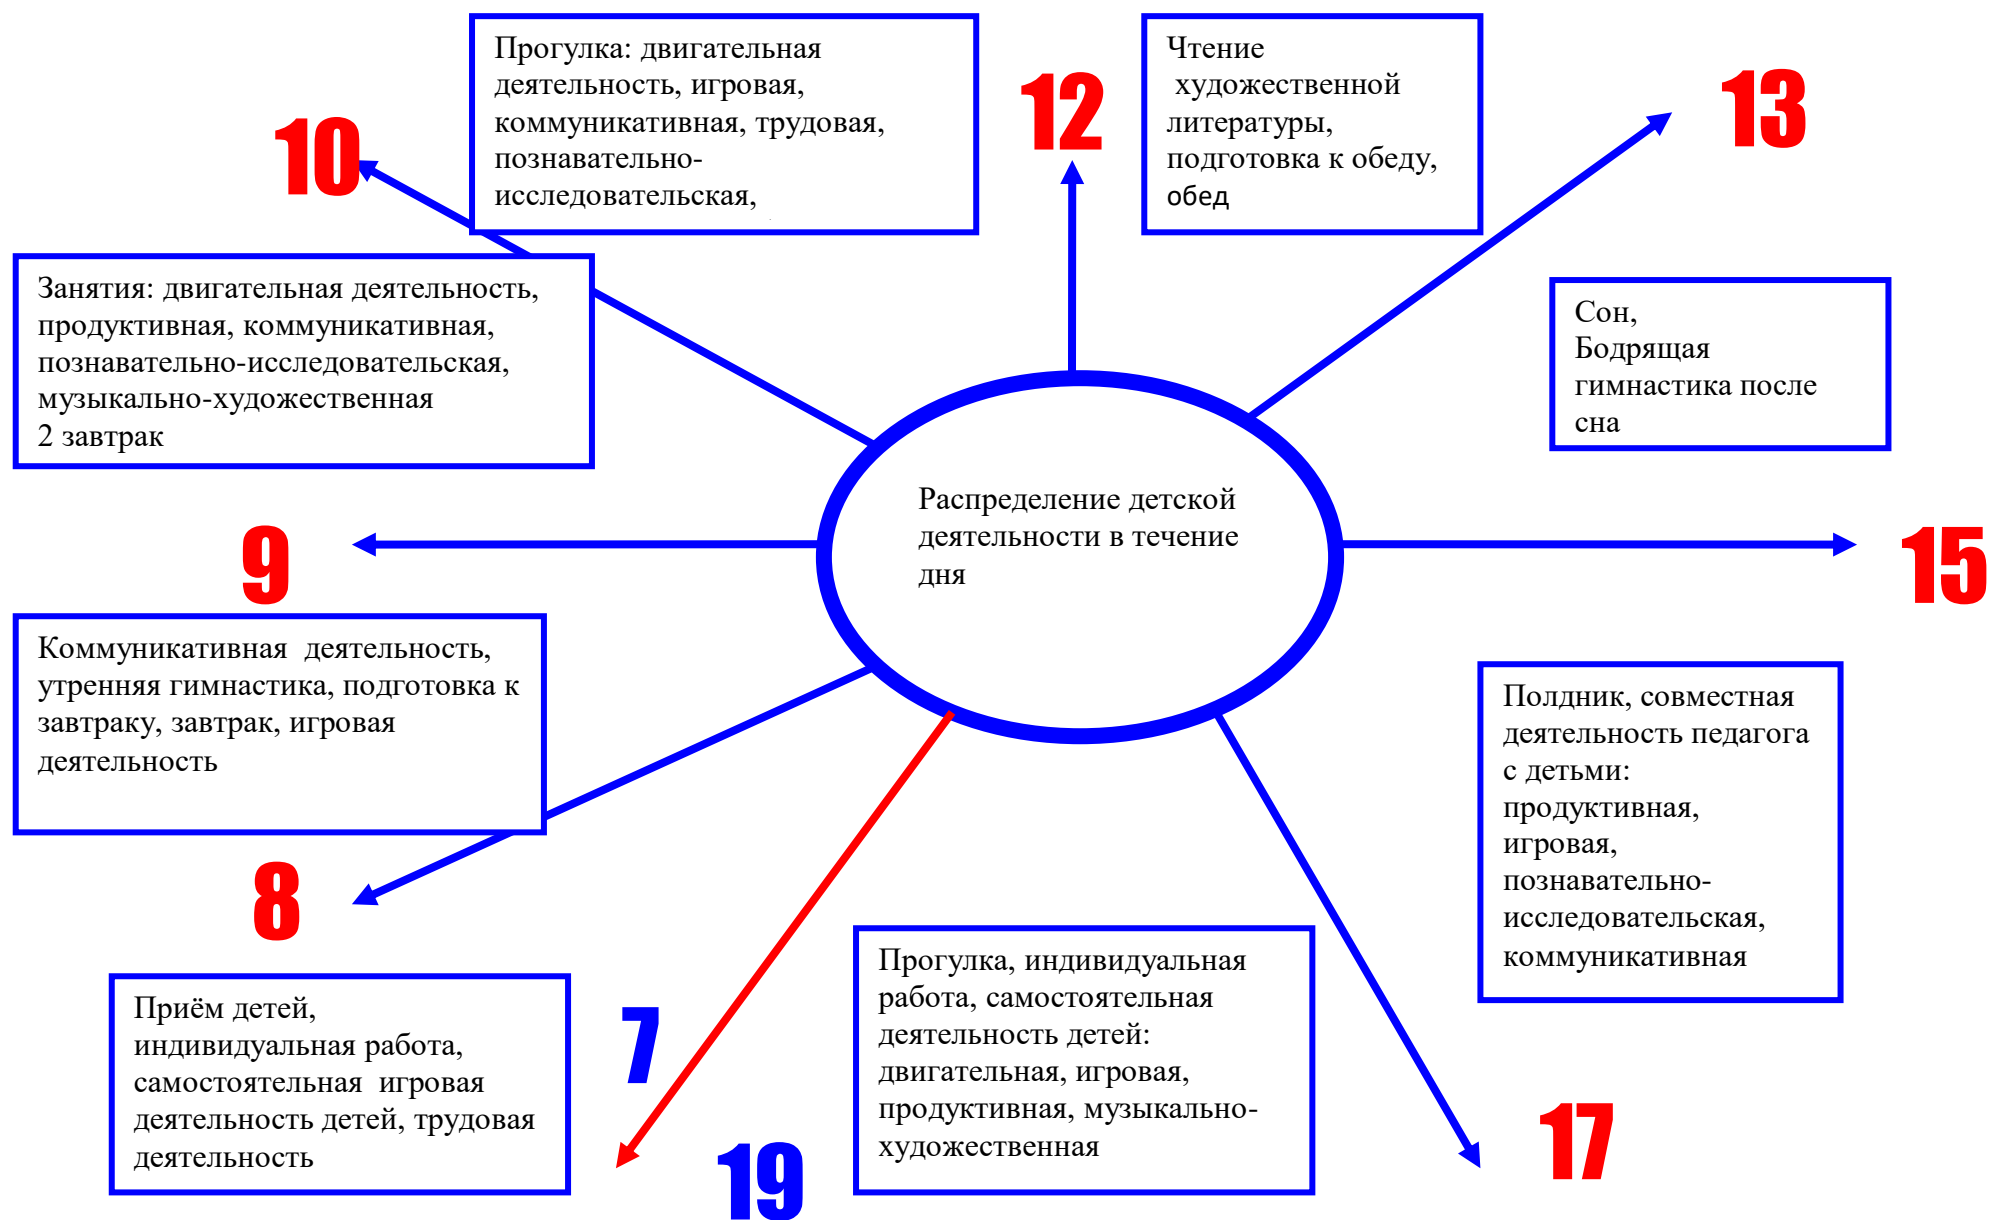 Прогулка: двигательная
деятельность, игровая,
коммуникативная, трудовая,
познавательно-
исследовательская,
12
Чтение
художественной
литературы,
подготовка к обеду,
обед
13
10
Занятия: двигательная деятельность,
продуктивная, коммуникативная,
познавательно-исследовательская,
музыкально-художественная
2 завтрак
Сон,
Бодрящая
гимнастика после
сна
Распределение детской
деятельности в течение
дня
9
15
Коммуникативная  деятельность,
утренняя гимнастика, подготовка к
завтраку, завтрак, игровая
деятельность
Полдник, совместная
деятельность педагога
с детьми:
продуктивная,
игровая,
познавательно-
исследовательская,
коммуникативная
8
Приём детей,
индивидуальная работа,
самостоятельная  игровая
деятельность детей, трудовая
деятельность
7
19
Прогулка, индивидуальная
работа, самостоятельная
деятельность детей:
двигательная, игровая,
продуктивная, музыкально-
художественная
17